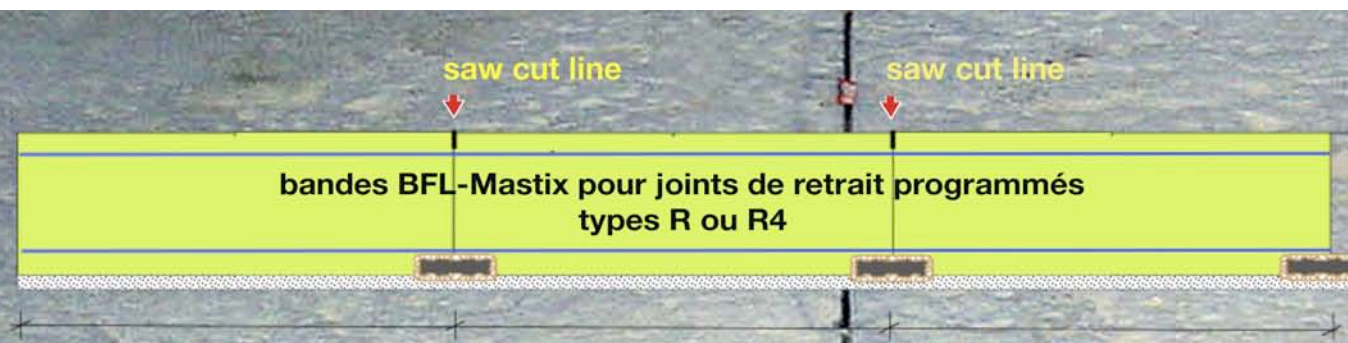 saw cut line
saw cut line
bandes BFL-Mastix pour joints de retrait programmés
types R ou R4